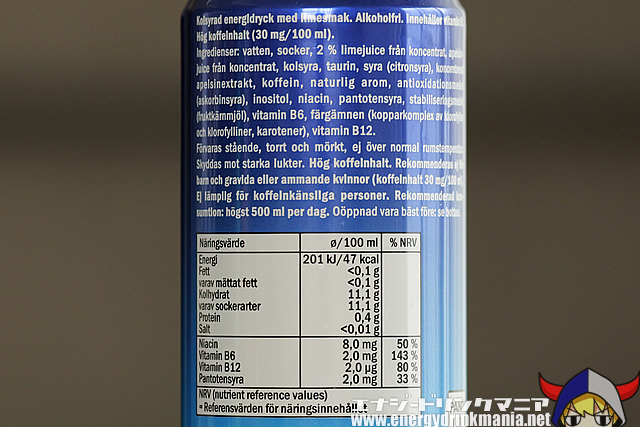 Kolsyrad energidryck med limesmak. Alkoholfri. Innehåller
Hög koffeinhalt (30 mg/100 ml).
Ingredienser: vatten, socker, 2 % limejuice från koncentrat,
juice från koncentrat, kolsyra, taurin, syra (citronsyra),
apelsinextrakt, koffein, naturlig arom,
(askorbinsyra), inositol, niacin, pantotensyra,
(fruktkärnmjöl), vitamin B6, färgämnen (kopparkomplex av
och klorofylliner, karotener), vitamin B12.
Förvaras stående, torrt och mörkt, ej över normal
Skyddas mot starka lukter. Hög koffeinhalt. Rekommenderas ej
barn och gravida eller ammande kvinnor (koffeinhalt 30 mg/100
Ej lämplig för koffeinkänsliga personer. Rekommenderad
sumtion: högst 500 ml per dag. Oöppnad vara bäst före: se
Näringsvärde ø/100 ml % NRV
Energi 201 kJ/47 kcal
Fett <0,1 g
varav mättat fett <0,1 g
Kolhydrat 11,1 g
varav sockerarter 11,1 g
Protein 0,4 g
Salt <0,01 g
Niacin 8,0 mg 50 %
Vitamin B6 2,0 mg 143 %
Vitamin B12 2,0 µg 80 %
Pantotensyra 2,0 mg 33 %
NRV (nutrient reference values)
= Referensvärden för näringsinnehållet
エナジードリンクマニア
www.energydrinkmania.net